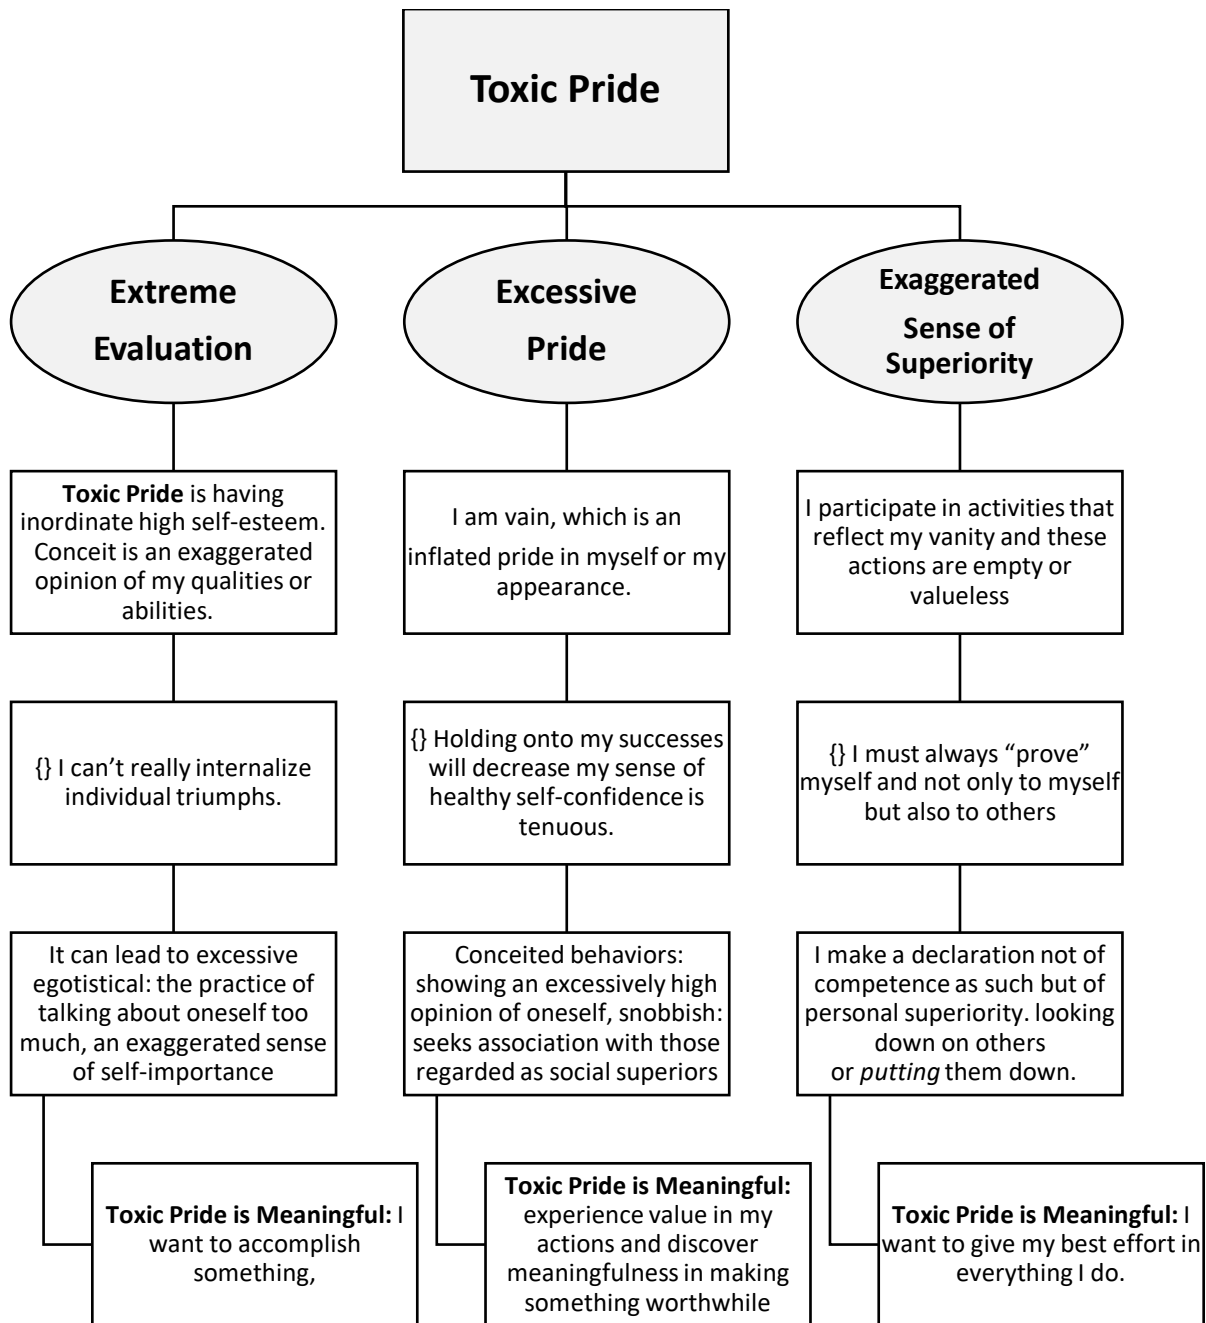 Toxic Pride
Extreme
Evaluation
Excessive
Pride
Exaggerated
Sense of
Superiority
Toxic Pride is having
inordinate high self-esteem.
Conceit is an exaggerated
opinion of my qualities or
abilities.
I am vain, which is an
inflated pride in myself or my
appearance.
I participate in activities that
reflect my vanity and these
actions are empty or
valueless
{} I can’t really internalize
individual triumphs.
{} Holding onto my successes
will decrease my sense of
healthy self-confidence is
tenuous.
{} I must always “prove”
myself and not only to myself
but also to others
It can lead to excessive
egotistical: the practice of
talking about oneself too
much, an exaggerated sense
of self-importance
Conceited behaviors:
showing an excessively high
opinion of oneself, snobbish:
seeks association with those
regarded as social superiors
I make a declaration not of
competence as such but of
personal superiority. looking
down on others
or putting them down.
Toxic Pride is Meaningful: I
want to accomplish
something,
Toxic Pride is Meaningful:
experience value in my
actions and discover
meaningfulness in making
something worthwhile
Toxic Pride is Meaningful: I
want to give my best effort in
everything I do.